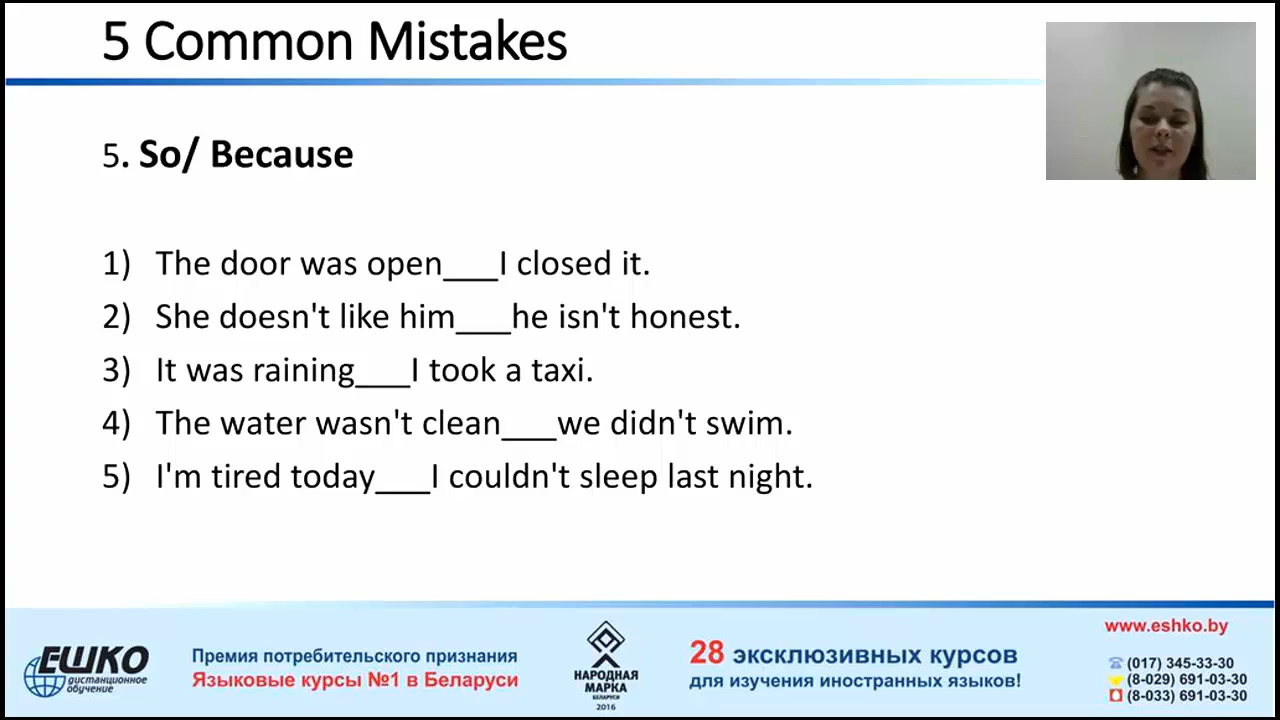 5 Common Mistakes
5. So/ Because
1) The door was open___I closed it.
2) She doesn't like him___he isn't honest.
3) It was raining___I took a taxi.
4) The water wasn't clean___we didn't swim.
5) I'm tired today___I couldn't sleep last night.
ЕШКО
дистанционное
обучение
Премия потребительского признания
Языковые курсы №1 в Беларуси
НАРОДНАЯ
МАРКА
БЕЛАРУСИ
2016
28 эксклюзивных курсов
для изучения иностранных языков!
www.eshko.by
(017) 345-33-30
(8-029) 691-03-30
(8-033) 691-03-30